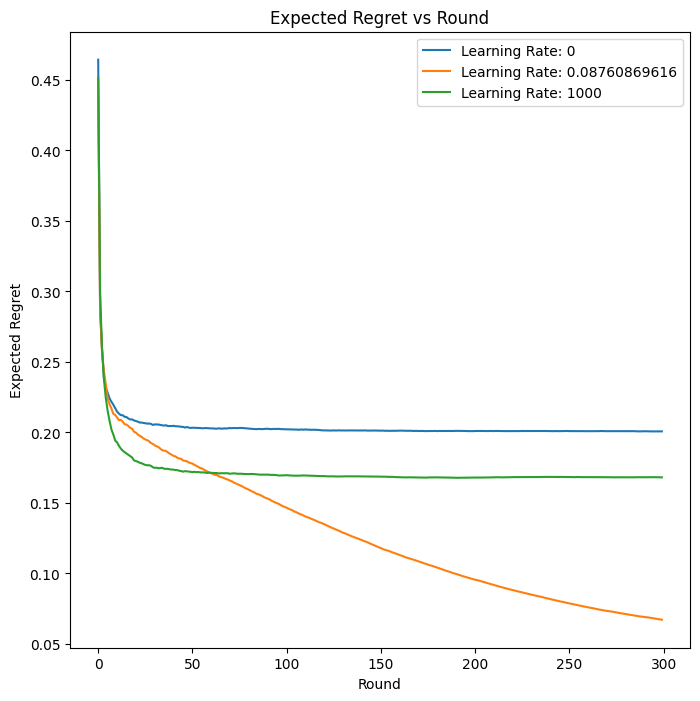 Expected Regret vs Round
Learning Rate: 0
Learning Rate: 0.08760869616
Learning Rate: 1000
Expected Regret
0.45
0.40
0.35
0.30
0.25
0.20
0.15
0.10
0.05
0 50 100 150 200 250 300
Round